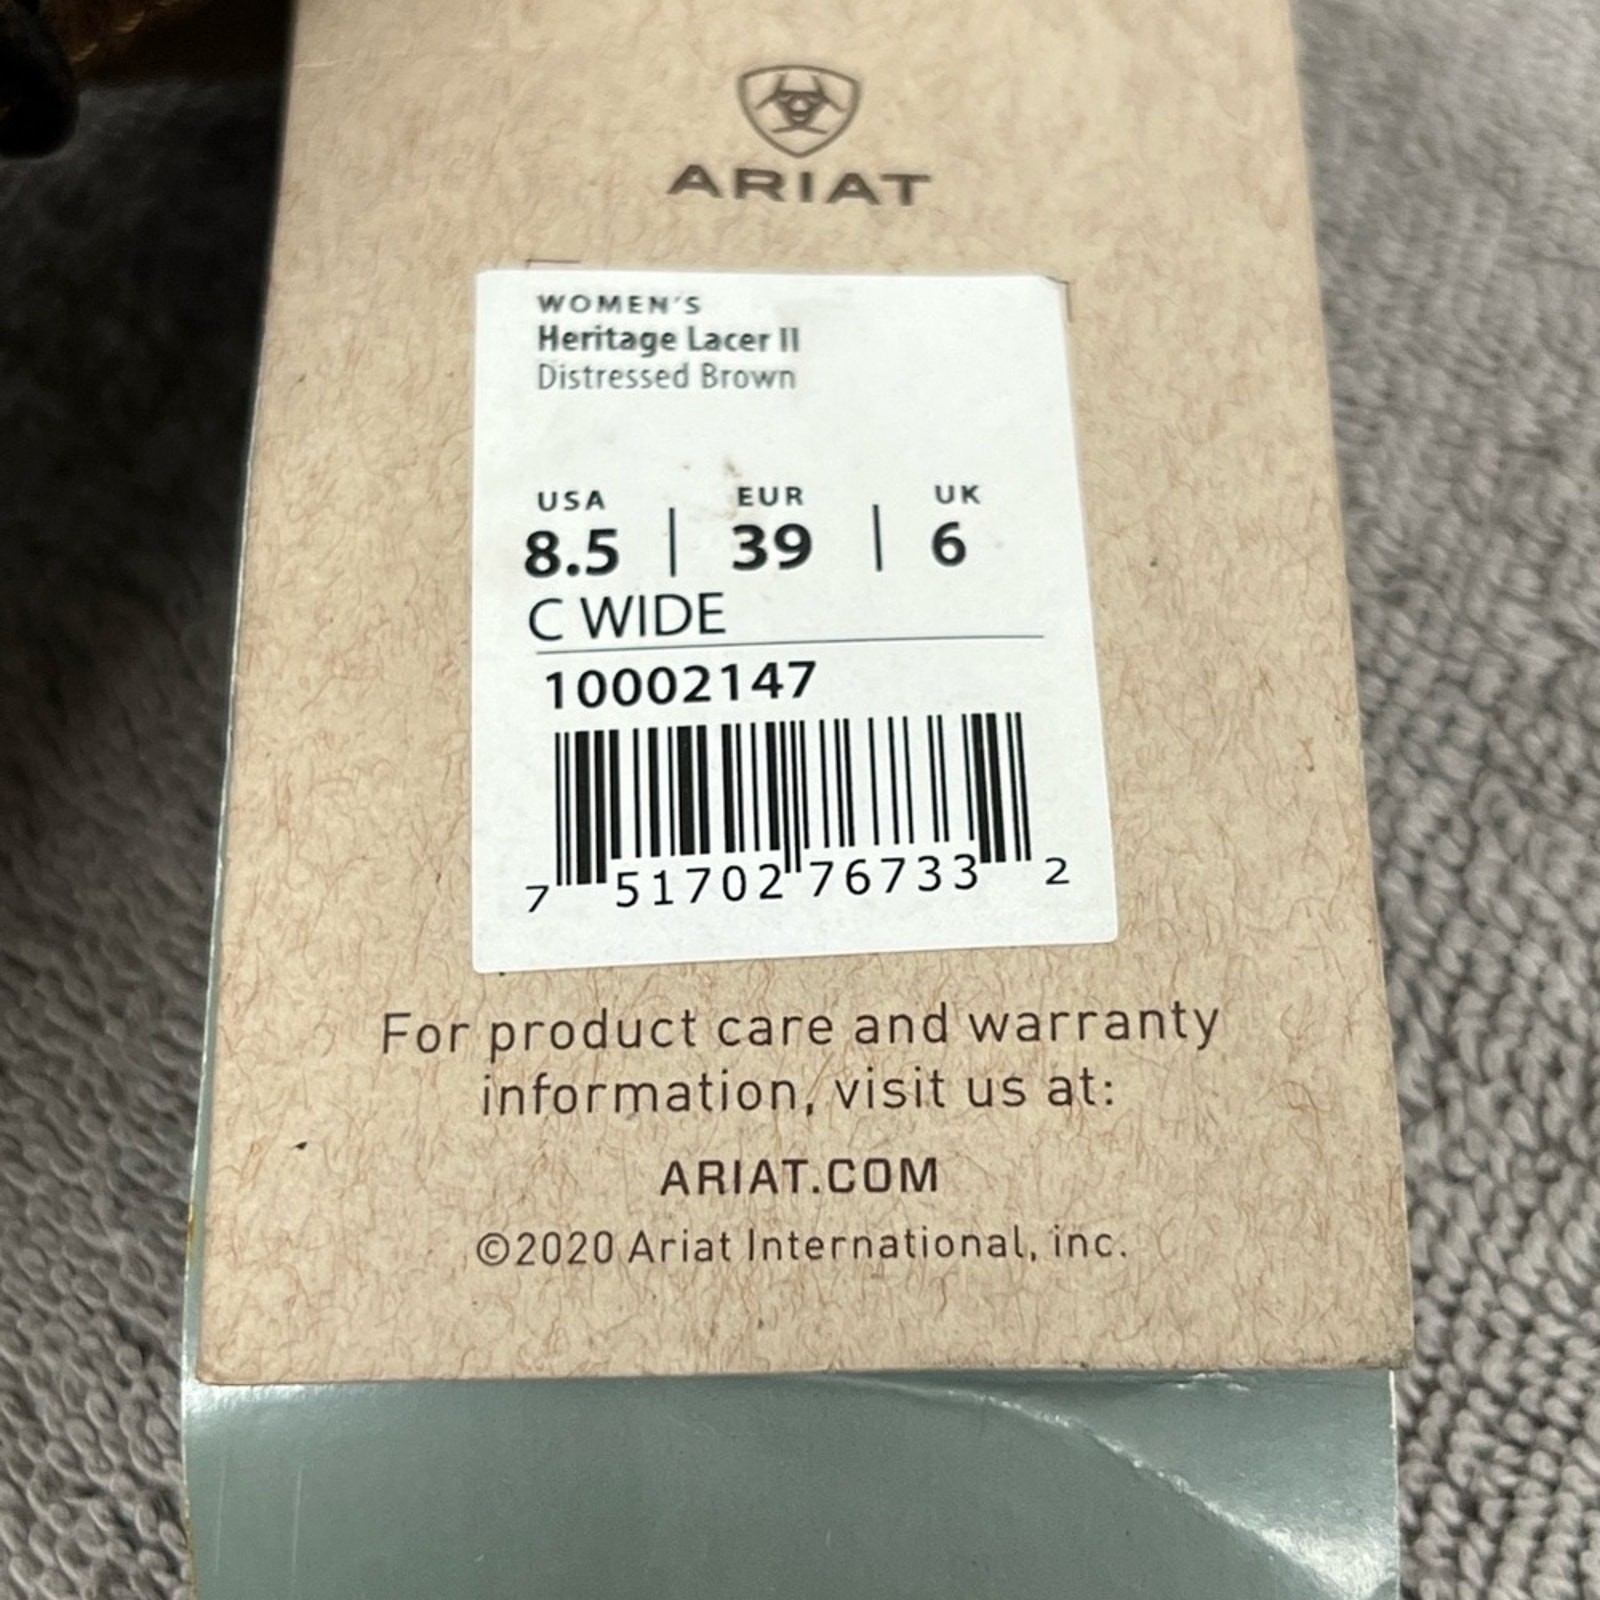 ARIAT
WOMEN'S
Heritage Lacer II
Distressed Brown
USA | EUR | UK
8.5 | 39 | 6
C WIDE
10002147
7 51702 76733 2
For product care and warranty
information, visit us at:
ARIAT.COM
©2020 Ariat International, inc.